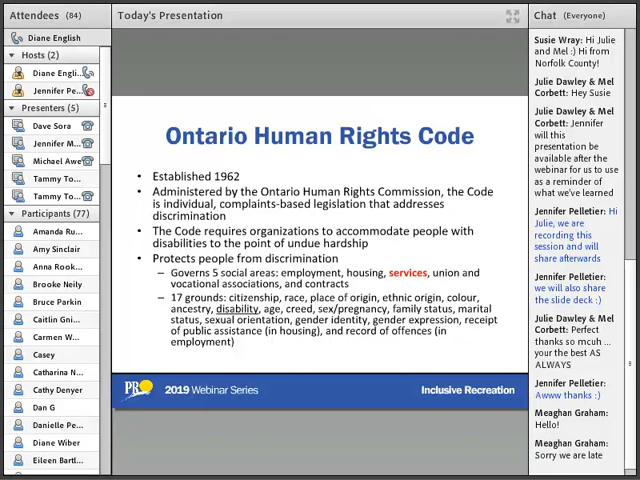 Attendees (84)
Diane English
Hosts (2)
Diane Engli...
Jennifer Pe...
Presenters (5)
Dave Sora
Jennifer M...
Michael Awe
Tammy To...
Tammy To...
Participants (77)
Amanda Ru...
Amy Sinclair
Anna Rook...
Brooke Neily
Bruce Parkin
Caitlin Gni...
Carmen W...
Casey
Catharina N...
Cathy Denyer
Dan G
Danielle Pe...
Diane Wiber
Eileen Bartl...
Today's Presentation
Ontario Human Rights Code
• Established 1962
• Administered by the Ontario Human Rights Commission, the Code
is individual, complaints-based legislation that addresses
discrimination
• The Code requires organizations to accommodate people with
disabilities to the point of undue hardship
• Protects people from discrimination
– Governs 5 social areas: employment, housing, services, union and
vocational associations, and contracts
– 17 grounds: citizenship, race, place of origin, ethnic origin, colour,
ancestry, disability, age, creed, sex/pregnancy, family status, marital
status, sexual orientation, gender identity, gender expression, receipt
of public assistance (in housing), and record of offences (in
employment)
PRO
2019 Webinar Series
Inclusive Recreation
Chat (Everyone)
Susie Wray: Hi Julie
and Mel :) Hi from
Norfolk County!
Julie Dawley & Mel
Corbett: Hey Susie
Julie Dawley & Mel
Corbett: Jennifer
will this
presentation be
available after the
webinar for us to use
as a reminder of
what we've learned
Jennifer Pelletier: Hi
Julie, we are
recording this
session and will
share afterwards
Jennifer Pelletier:
we will also share
the slide deck :)
Julie Dawley & Mel
Corbett: Perfect
thanks so mcuh ...
your the best AS
ALWAYS
Jennifer Pelletier:
Awww thanks :)
Meaghan Graham:
Hello!
Meaghan Graham:
Sorry we are late